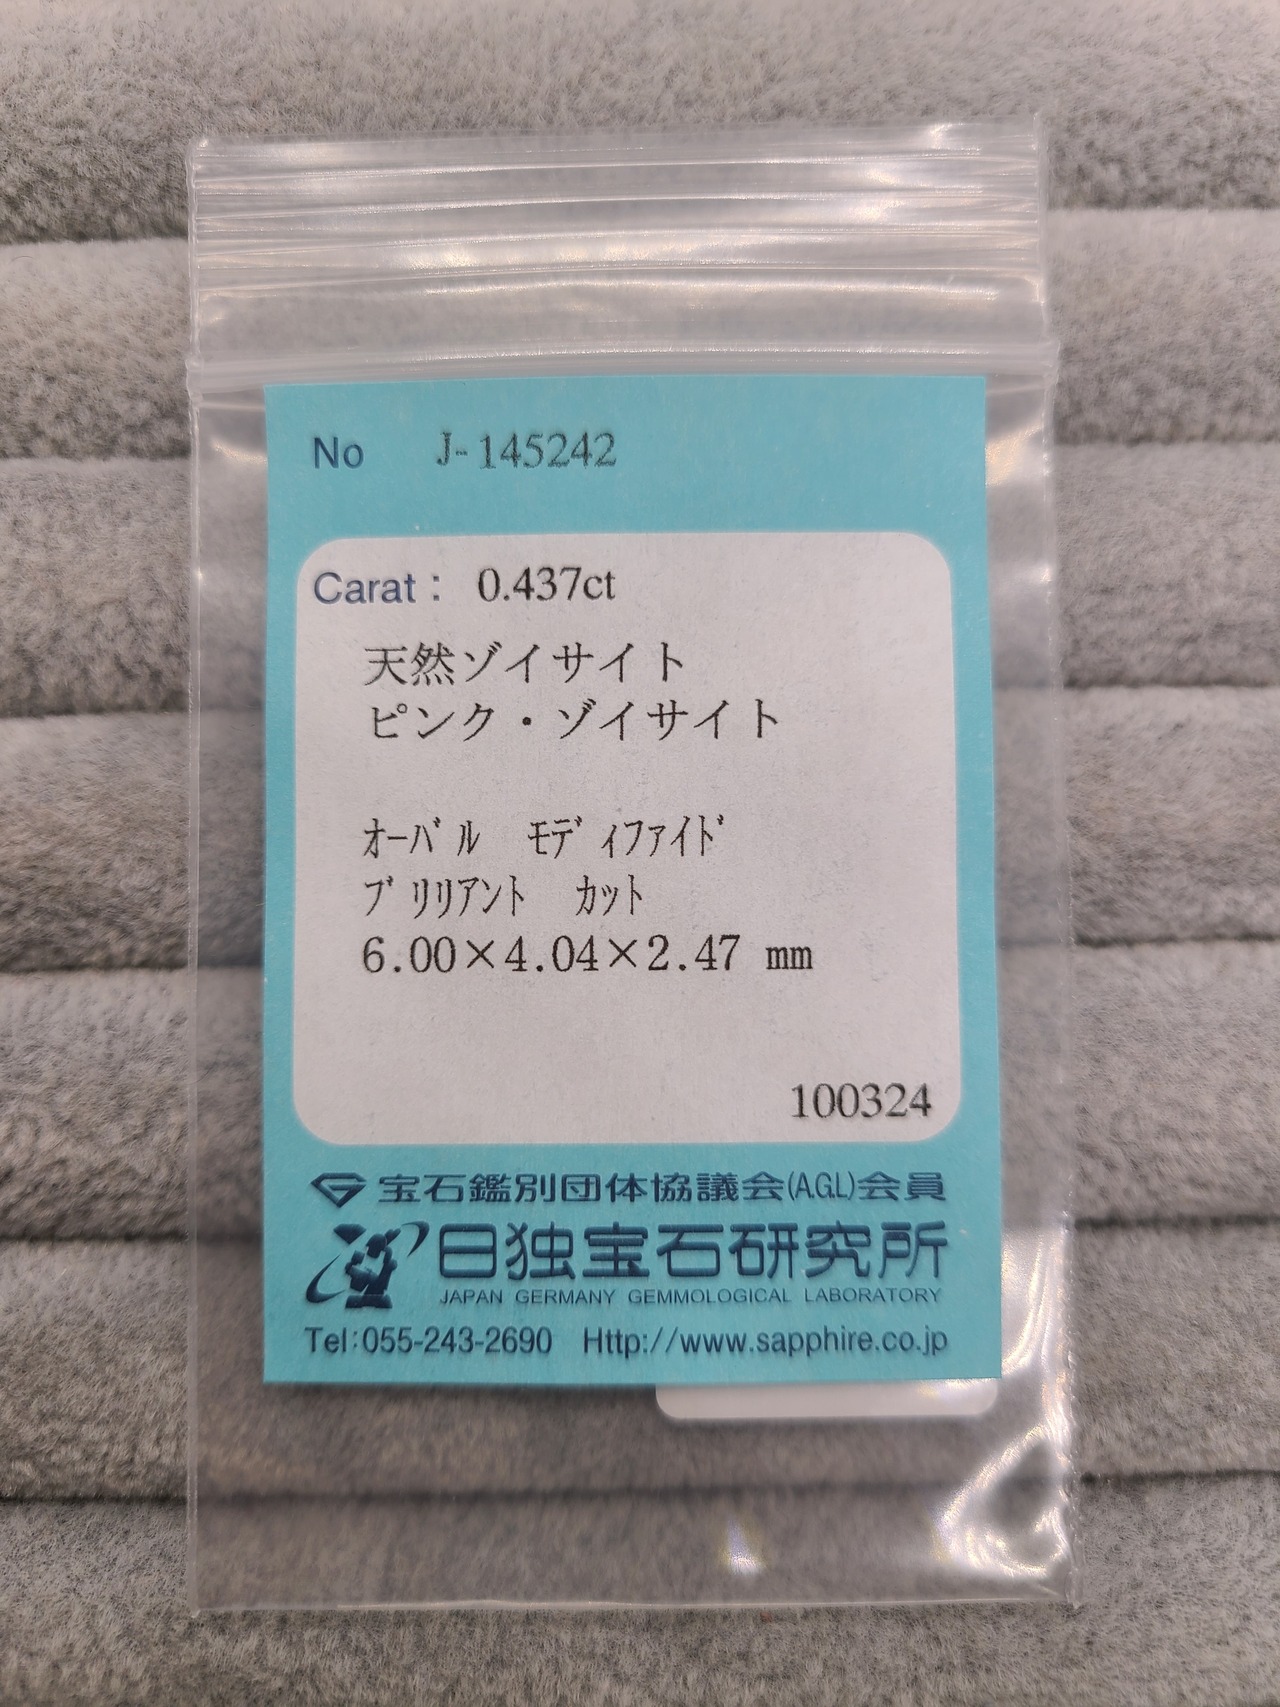 No J-145242
Carat: 0.437ct
天然ゾイサイト
ピンク・ゾイサイト
ｵｰﾊﾞﾙ ﾓﾃﾞｨﾌｧｲﾄﾞ
ﾌﾞﾘﾘｱﾝﾄ ｶｯﾄ
6.00×4.04×2.47 mm
100324
宝石鑑別団体協議会(A.G.L)会員
日独宝石研究所
JAPAN GERMANY GEMMOLOGICAL LABORATORY
Tel:055-243-2690 Http://www.sapphire.co.jp